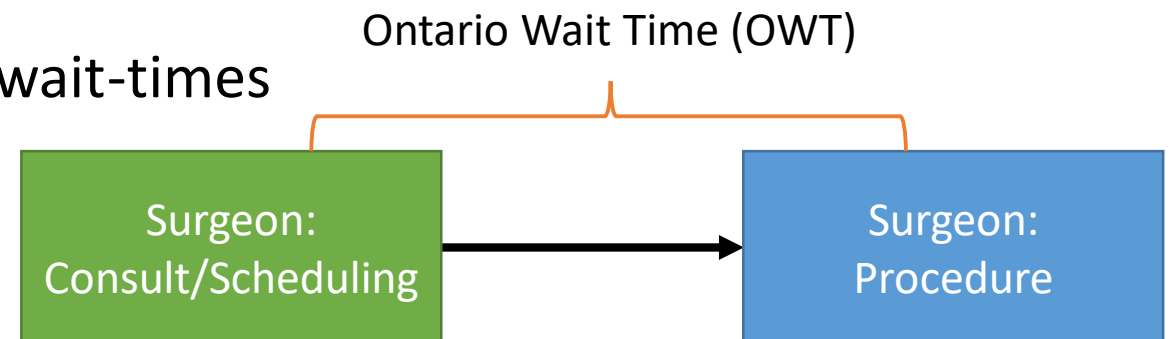 Ontario Wait Time (OWT)
wait-times
Surgeon:
Consult/Scheduling
Surgeon:
Procedure